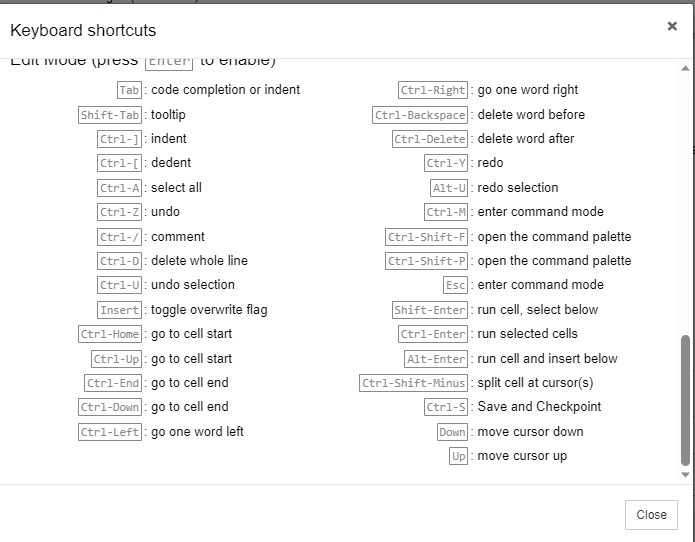 Keyboard shortcuts
×
Edit Mode (press Enter to enable)
Tab : code completion or indent
Shift-Tab : tooltip
Ctrl-] : indent
Ctrl-[ : dedent
Ctrl-A : select all
Ctrl-Z : undo
Ctrl-/ : comment
Ctrl-D : delete whole line
Ctrl-U : undo selection
Insert : toggle overwrite flag
Ctrl-Home : go to cell start
Ctrl-Up : go to cell start
Ctrl-End : go to cell end
Ctrl-Down : go to cell end
Ctrl-Left : go one word left
Ctrl-Right : go one word right
Ctrl-Backspace : delete word before
Ctrl-Delete : delete word after
Ctrl-Y : redo
Alt-U : redo selection
Ctrl-M : enter command mode
Ctrl-Shift-F : open the command palette
Ctrl-Shift-P : open the command palette
Esc : enter command mode
Shift-Enter : run cell, select below
Ctrl-Enter : run selected cells
Alt-Enter : run cell and insert below
Ctrl-Shift-Minus : split cell at cursor(s)
Ctrl-S : Save and Checkpoint
Down : move cursor down
Up : move cursor up
Close